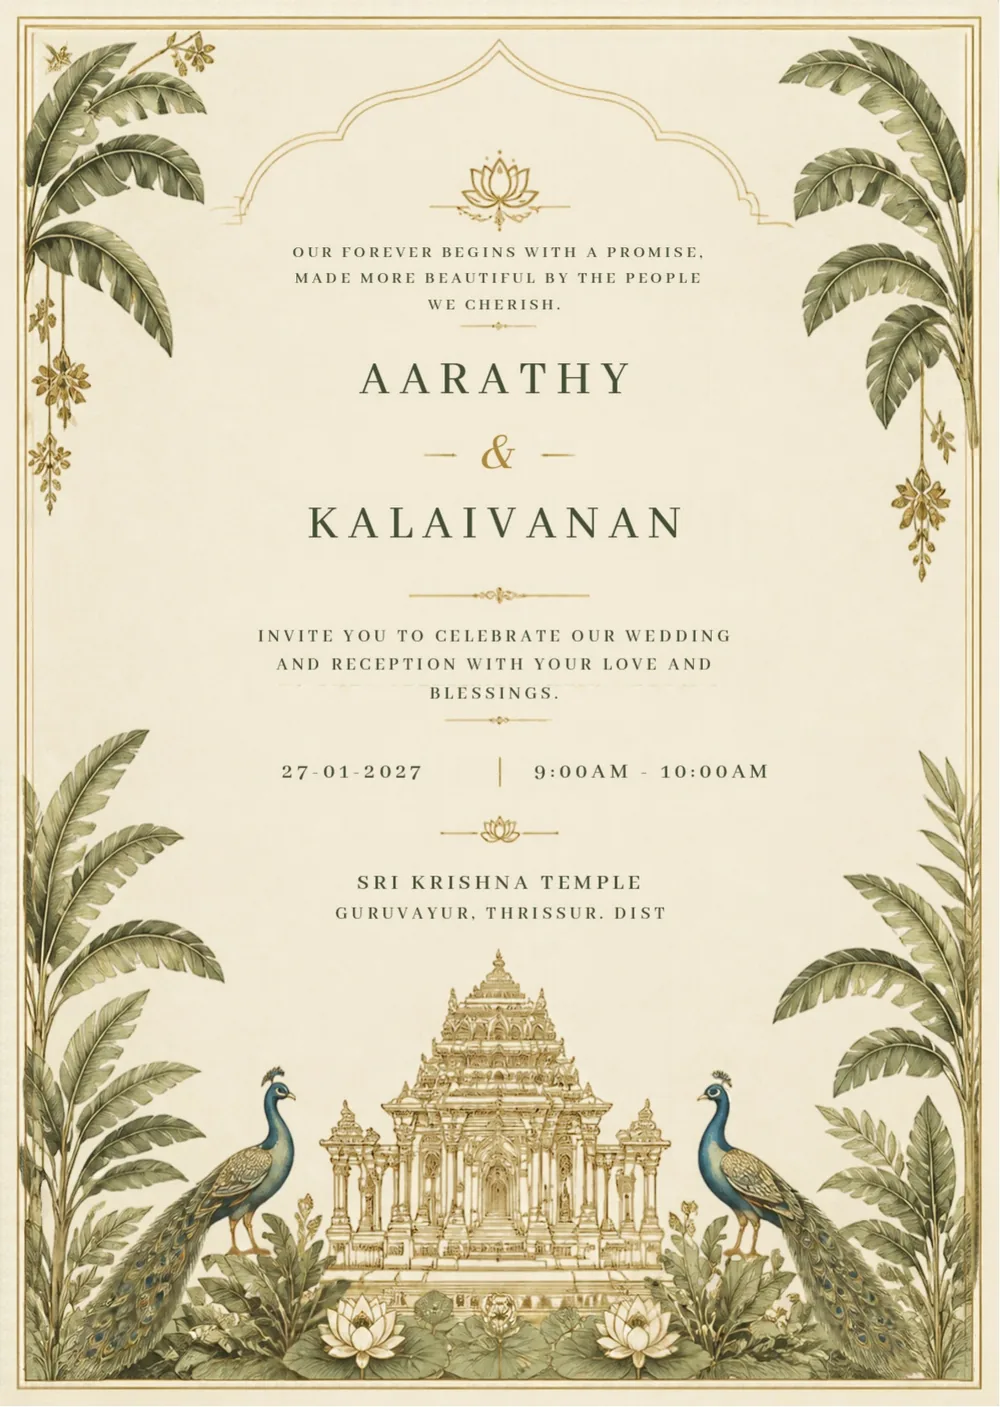 OUR FOREVER BEGINS WITH A PROMISE,
MADE MORE BEAUTIFUL BY THE PEOPLE
WE CHERISH.
AARATHY
&
KALAIVANAN
INVITE YOU TO CELEBRATE OUR WEDDING
AND RECEPTION WITH YOUR LOVE AND
BLESSINGS.
27-01-2027 9:00AM - 10:00AM
SRI KRISHNA TEMPLE
GURUVAYUR, THRISSUR. DIST